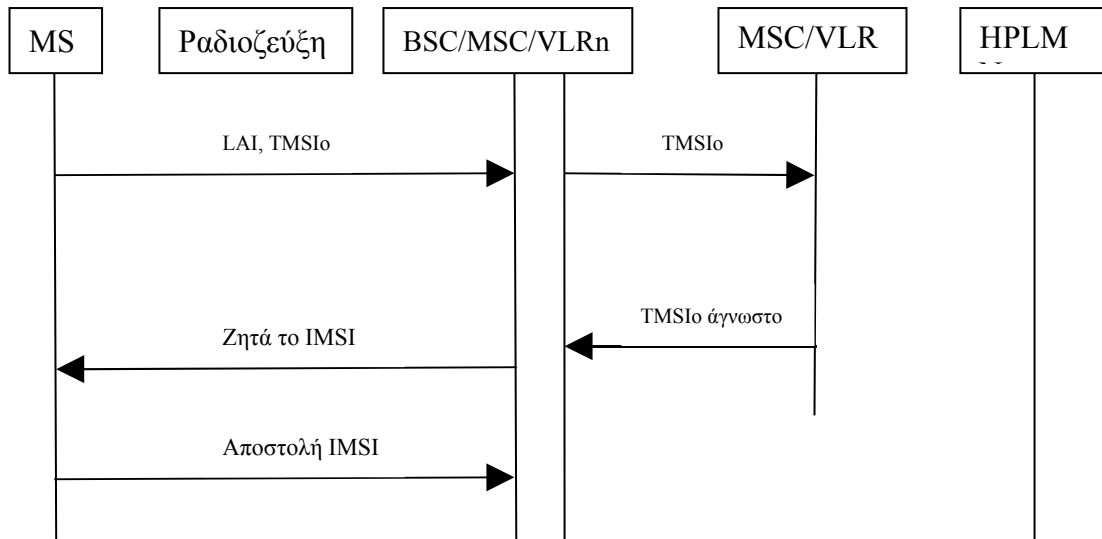 MS
Ραδιοζεύξη
BSC/MSC/VLRn
MSC/VLR
HPLM
LAI, TMSIo
TMSIo
TMSIo άγνωστο
Ζητά το IMSI
Αποστολή IMSI